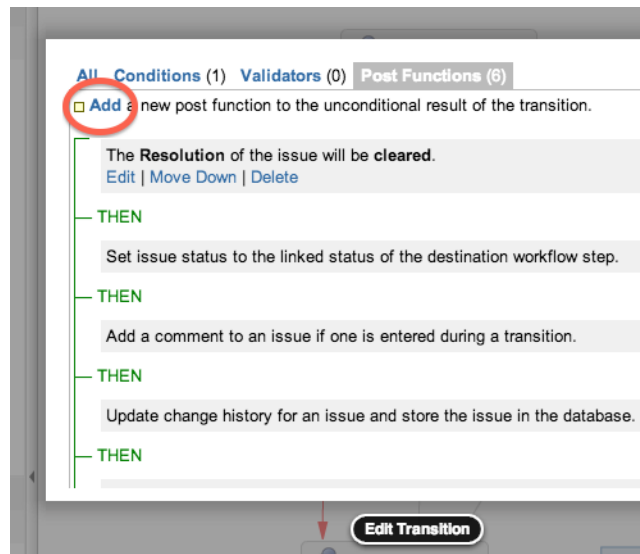 All Conditions (1) Validators (0) Post Functions (6)
Add a new post function to the unconditional result of the transition.
The Resolution of the issue will be cleared.
Edit | Move Down | Delete
THEN
Set issue status to the linked status of the destination workflow step.
THEN
Add a comment to an issue if one is entered during a transition.
THEN
Update change history for an issue and store the issue in the database.
THEN
Edit Transition